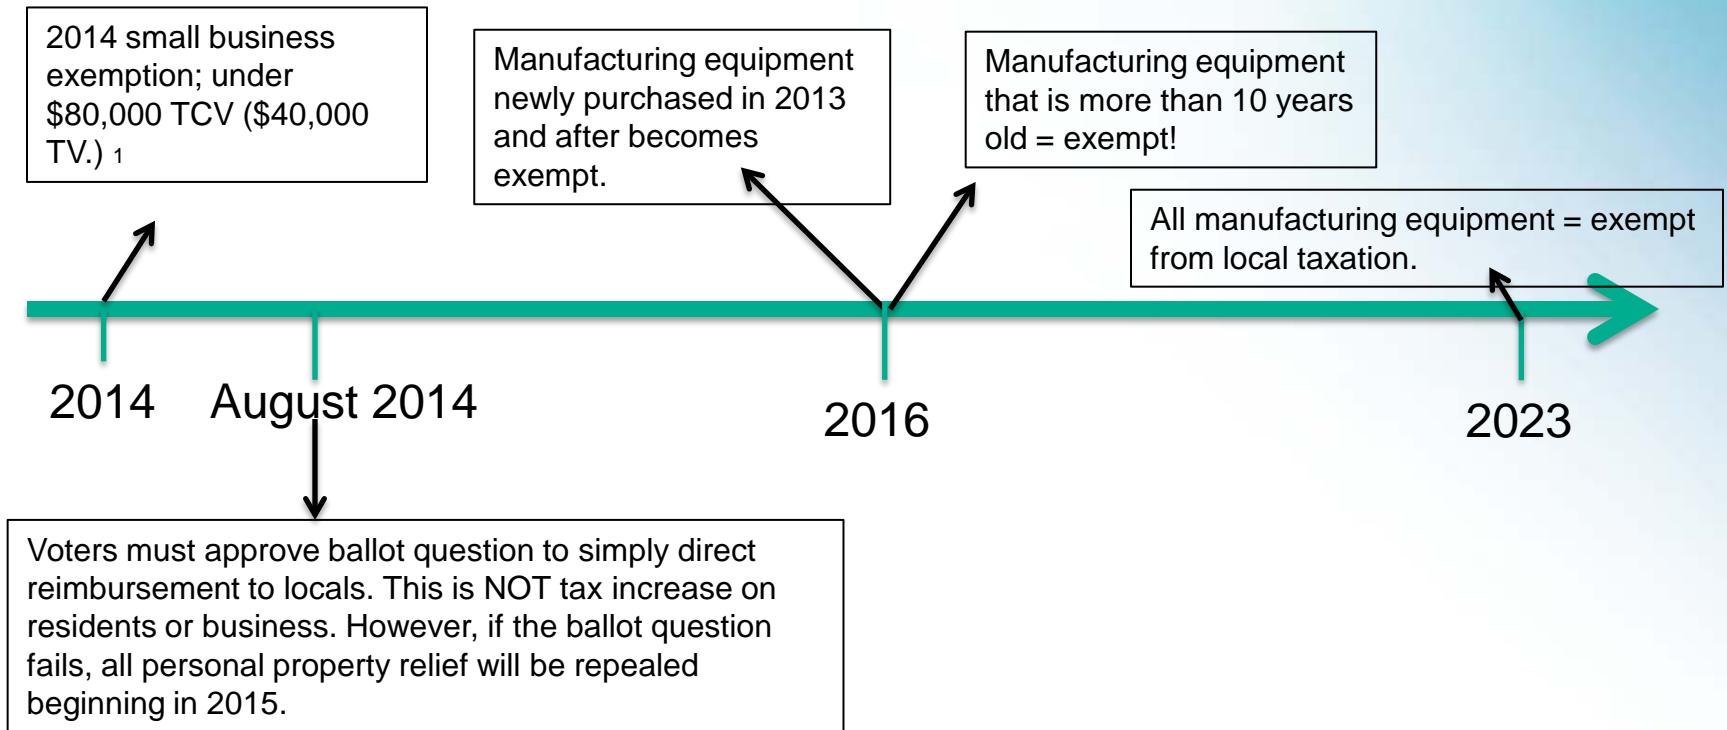 2014 small business
exemption; under
$80,000 TCV ($40,000
TV.) 1
Manufacturing equipment
newly purchased in 2013
and after becomes
exempt.
Manufacturing equipment
that is more than 10 years
old = exempt!
All manufacturing equipment = exempt
from local taxation.
2014
August 2014
2016
2023
Voters must approve ballot question to simply direct
reimbursement to locals. This is NOT tax increase on
residents or business. However, if the ballot question
fails, all personal property relief will be repealed
beginning in 2015.